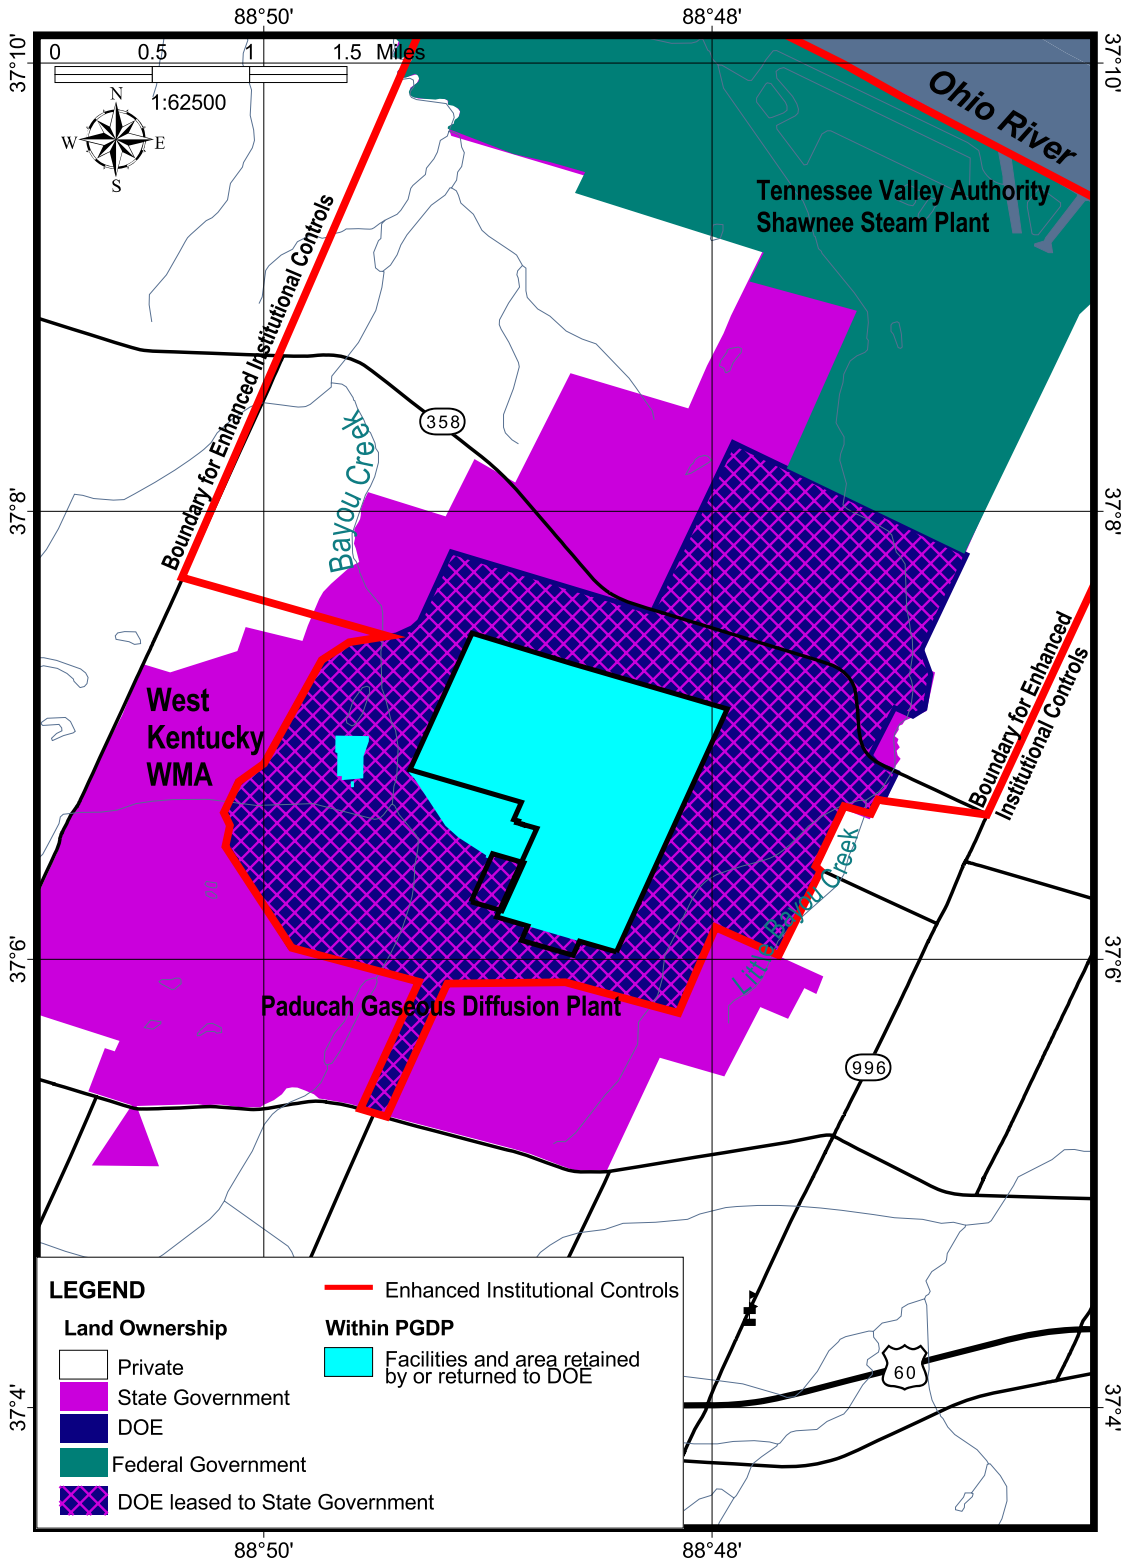 88°50'
88°48'
37°10'
37°10'
0 0.5 1 1.5 Miles
1:62500
N
W E
S
Ohio River
Tennessee Valley Authority
Shawnee Steam Plant
Boundary for Enhanced Institutional Controls
358
Bayou Creek
37°8'
37°8'
Boundary for Enhanced
Institutional Controls
West
Kentucky
WMA
Little Bayou Creek
37°6'
37°6'
Paducah Gaseous Diffusion Plant
996
LEGEND
Enhanced Institutional Controls
Land Ownership
Within PGDP
Private
Facilities and area retained
by or returned to DOE
State Government
DOE
Federal Government
DOE leased to State Government
60
37°4'
37°4'
88°50'
88°48'